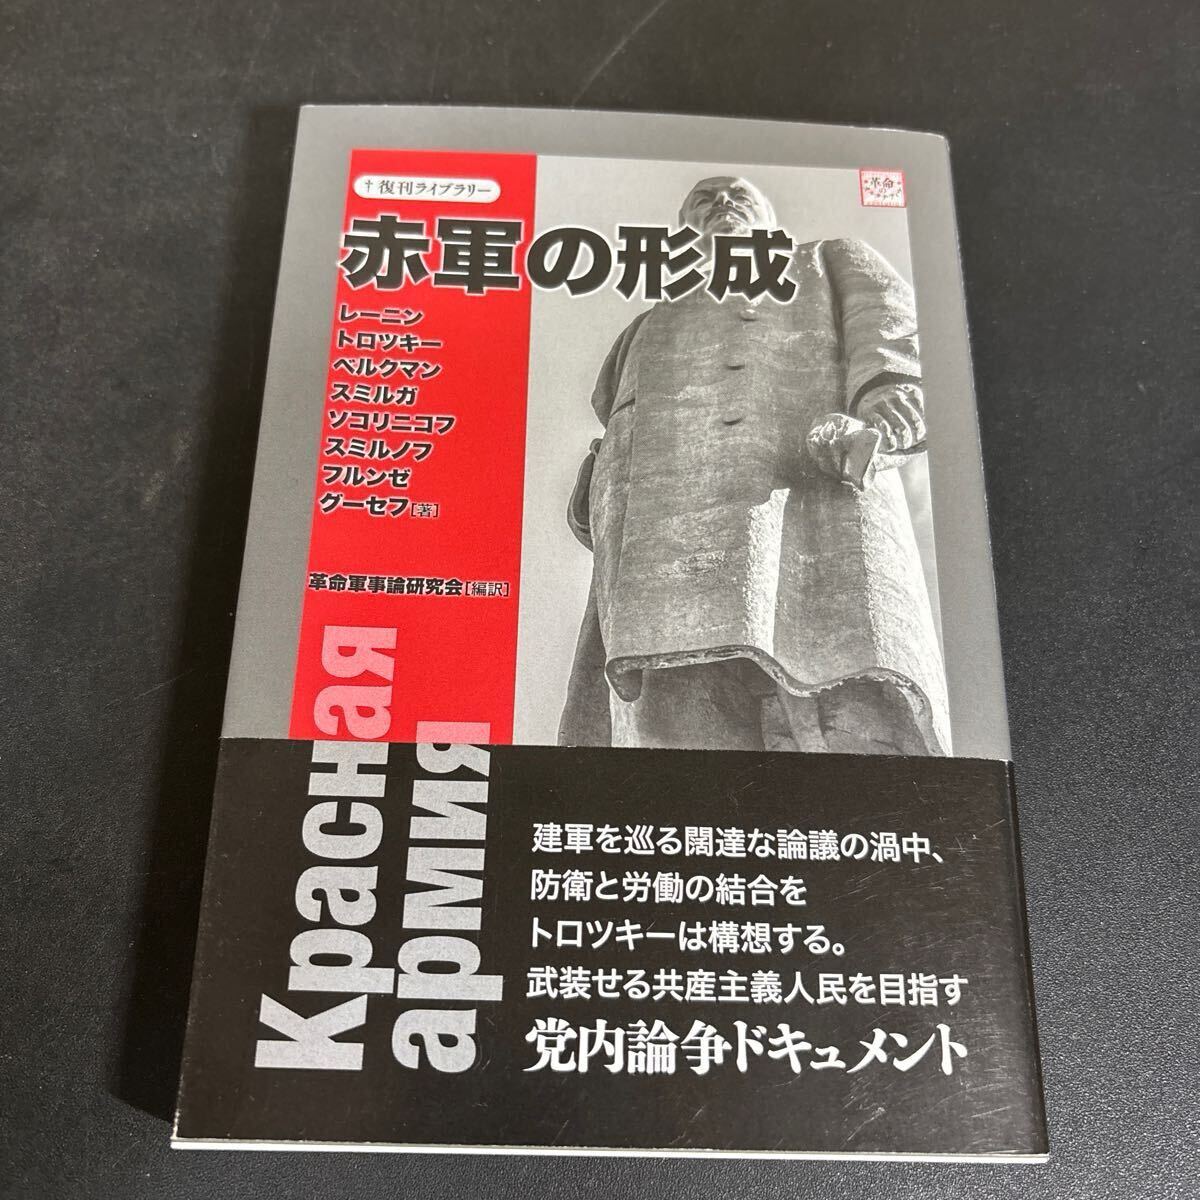 †復刊ライブラリー
革命の
赤軍の形成
レーニン
トロツキー
ベルクマン
スミルガ
ソコリニコフ
スミルノフ
フルンゼ
グーセフ[著]
革命軍事論研究会[編訳]
Красная
армия
建軍を巡る闊達な論議の渦中、
防衛と労働の結合を
トロツキーは構想する。
武装せる共産主義人民を目指す
党内論争ドキュメント